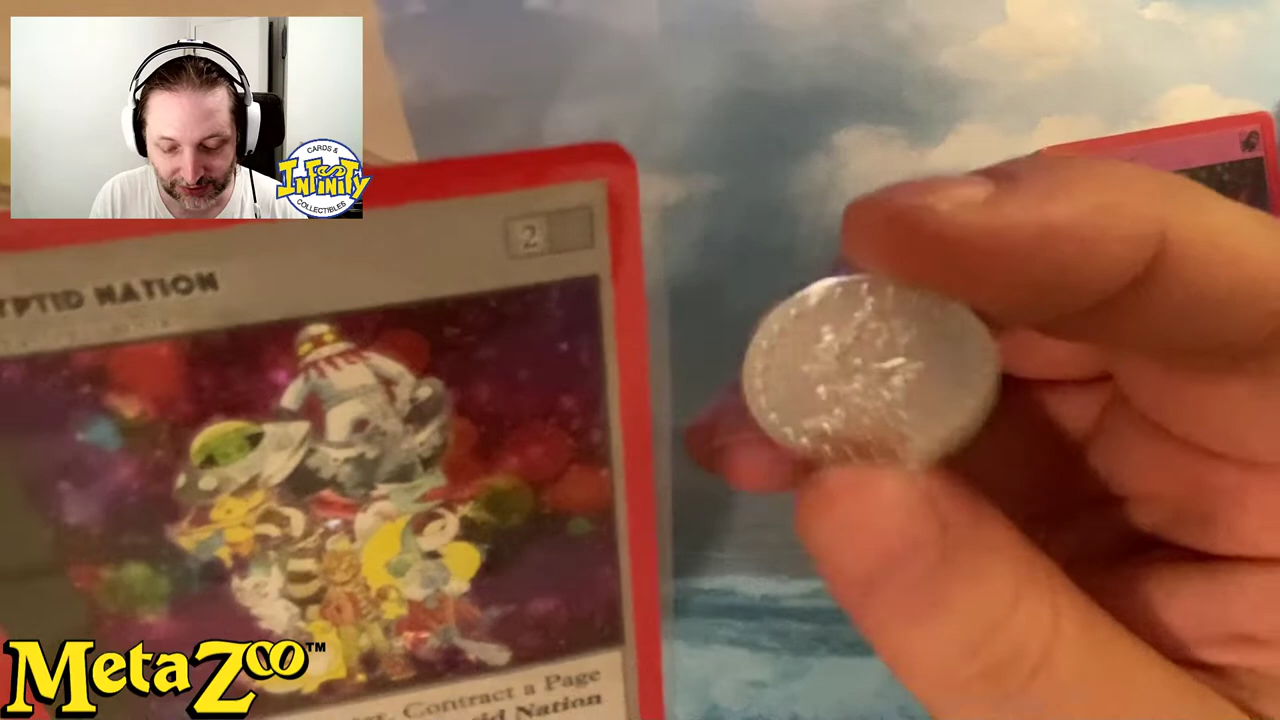 CARDS &
INFINITY
COLLECTIBLES
YPTID NATION
2
Contract a Page
Nation
MetaZoo™